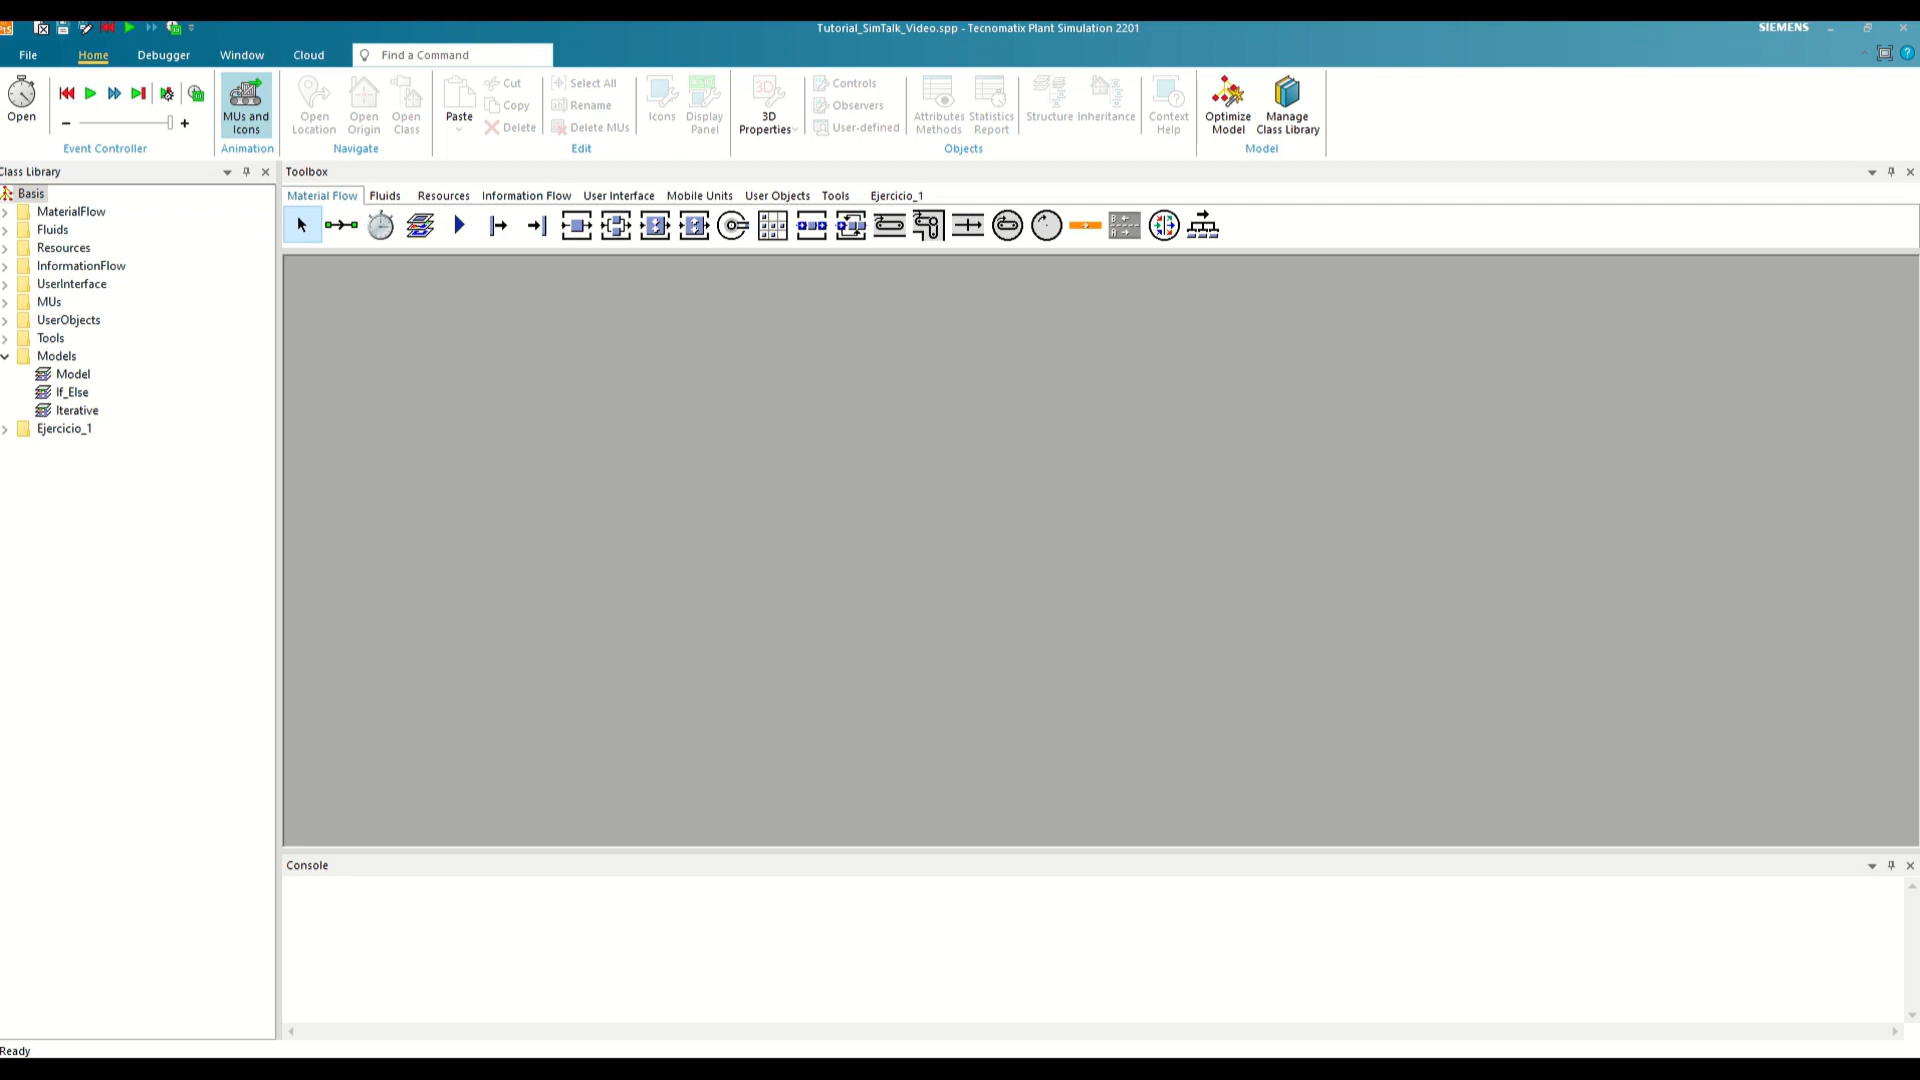 Tutorial_SimTalk_Video.spp - Tecnomatix Plant Simulation 2201
SIEMENS
File Home Debugger Window Cloud Find a Command
Open
MUs and Icons
Open Location
Open Origin
Open Class
Paste
Cut
Copy
Delete
Select All
Rename
Delete MUs
Icons
Display Panel
3D
3D Properties
Controls
Observers
User-defined
Attributes Methods
Statistics Report
Structure
Inheritance
Context Help
Optimize Model
Manage Class Library
Event Controller Animation Navigate Edit Objects Model
Class Library
Toolbox
Basis
MaterialFlow
Fluids
Resources
InformationFlow
UserInterface
MUs
UserObjects
Tools
Models
Model
If_Else
Iterative
Ejercicio_1
Material Flow Fluids Resources Information Flow User Interface Mobile Units User Objects Tools Ejercicio_1
Console
Ready